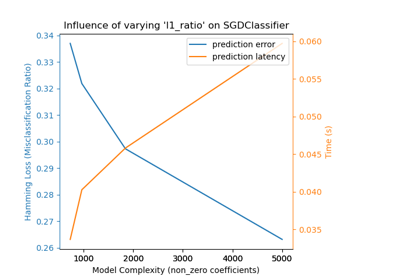 Influence of varying 'l1_ratio' on SGDClassifier
prediction error
prediction latency
0.34
0.33
0.32
0.31
0.30
0.29
0.28
0.27
0.26
Hamming Loss (Misclassification Ratio)
0.060
0.055
0.050
0.045
0.040
0.035
Time (s)
1000 2000 3000 4000 5000
Model Complexity (non_zero coefficients)